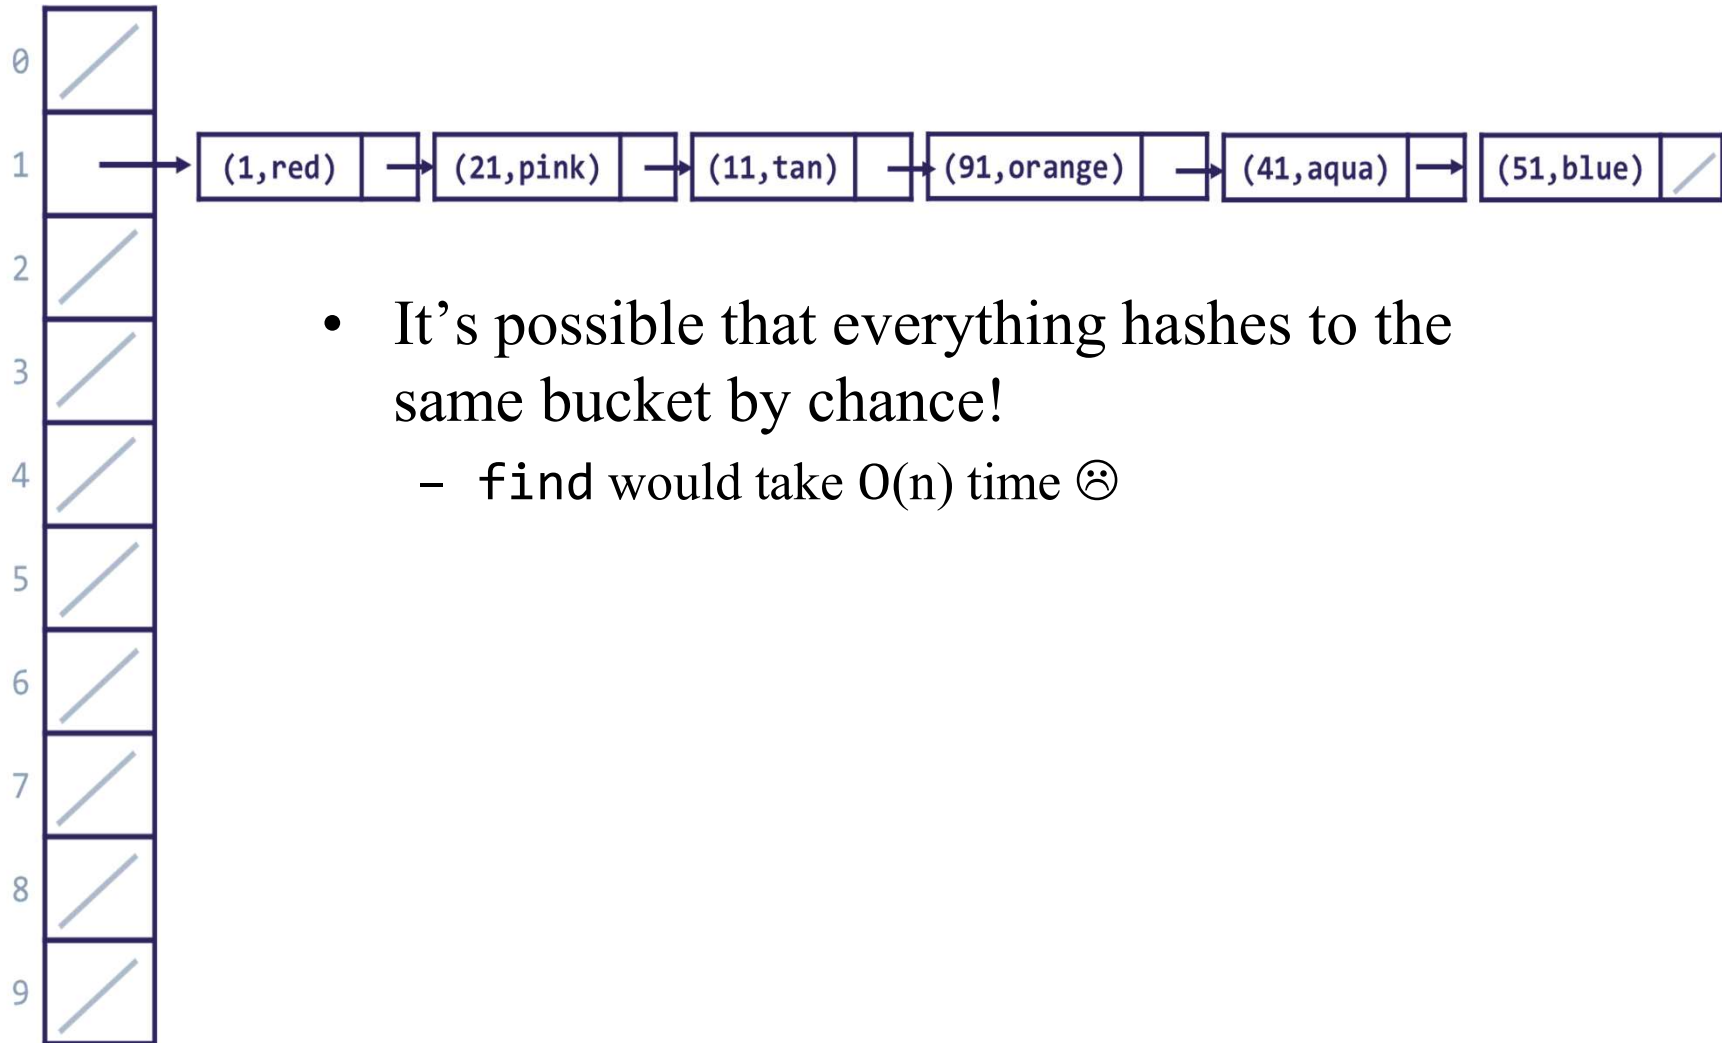 0
1 (1,red) (21,pink) (11,tan) (91,orange) (41,aqua) (51,blue)
2
• It’s possible that everything hashes to the
3
same bucket by chance!
4
– find would take O(n) time ☹
5
6
7
8
9